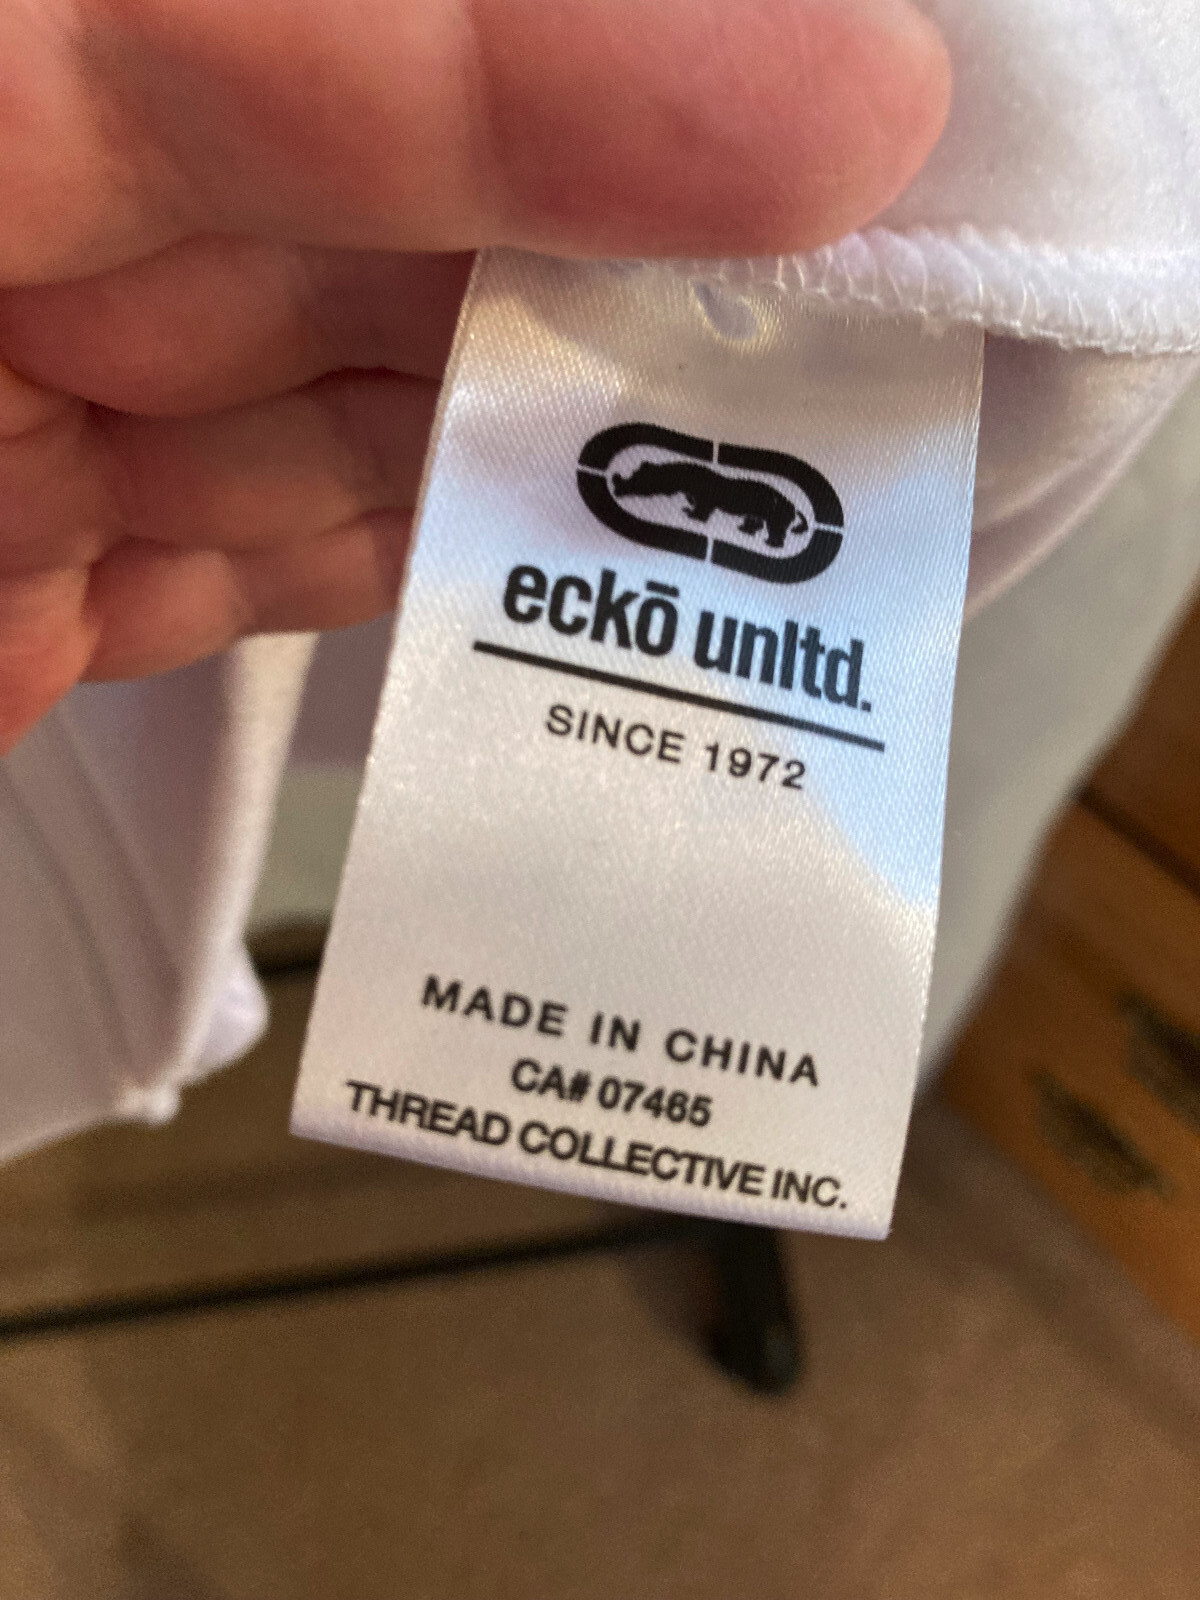 eckō unltd.
SINCE 1972
MADE IN CHINA
CA# 07465
THREAD COLLECTIVE INC.